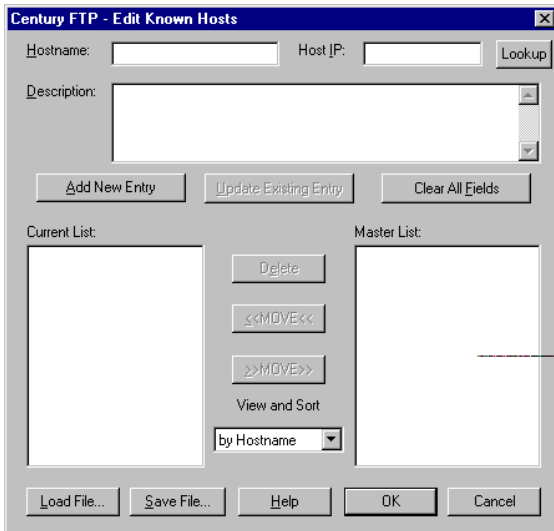 Century FTP - Edit Known Hosts
Hostname: Host IP: Lookup
Description:
Add New Entry Update Existing Entry Clear All Fields
Current List: Master List:
Delete
<<MOVE<<
>>MOVE>>
View and Sort
by Hostname
Load File... Save File... Help OK Cancel